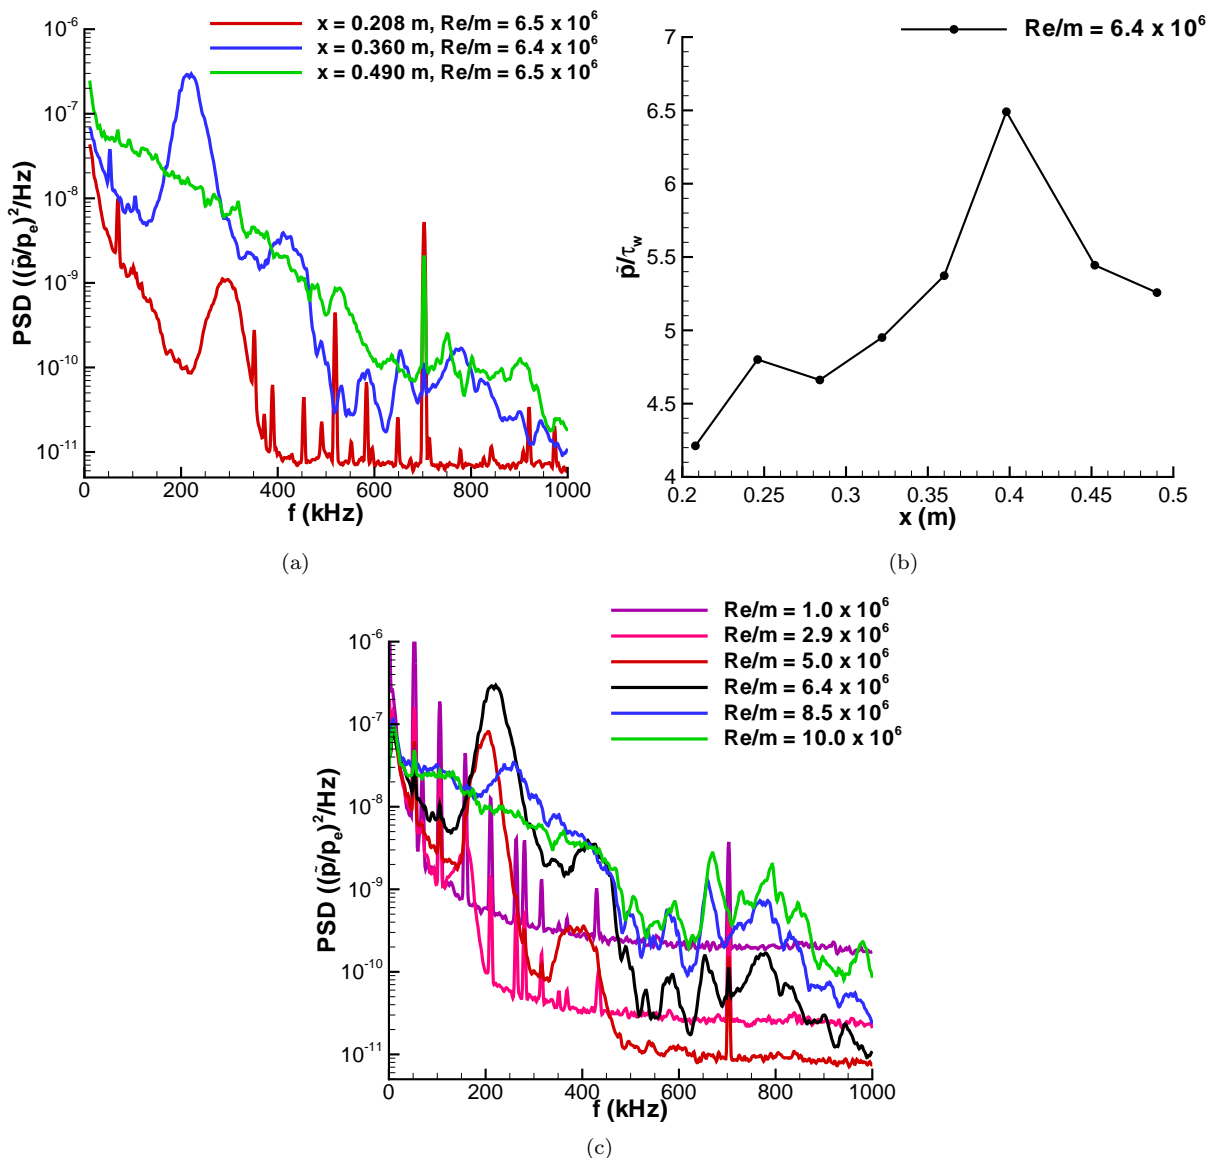 x = 0.208 m, Re/m = 6.5 x 10^6
x = 0.360 m, Re/m = 6.4 x 10^6
x = 0.490 m, Re/m = 6.5 x 10^6
10^-6
10^-7
10^-8
10^-9
10^-10
10^-11
PSD ((p̃/p_e)^2/Hz)
0 200 400 600 800 1000
f (kHz)
(a)
Re/m = 6.4 x 10^6
7
6.5
6
5.5
5
4.5
4
p̃/τ_w
0.2 0.25 0.3 0.35 0.4 0.45 0.5
x (m)
(b)
Re/m = 1.0 x 10^6
Re/m = 2.9 x 10^6
Re/m = 5.0 x 10^6
Re/m = 6.4 x 10^6
Re/m = 8.5 x 10^6
Re/m = 10.0 x 10^6
10^-6
10^-7
10^-8
10^-9
10^-10
10^-11
PSD ((p̃/p_e)^2/Hz)
0 200 400 600 800 1000
f (kHz)
(c)